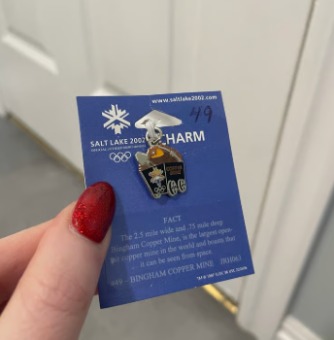 www.saltlake2002.com
49
SALT LAKE 2002
CHARM
FACT
The 2.5 mile wide and .75 mile deep
Bingham Copper Mine, is the largest open-
pit copper mine in the world and boasts that
it can be seen from space.
#49 - BINGHAM COPPER MINE